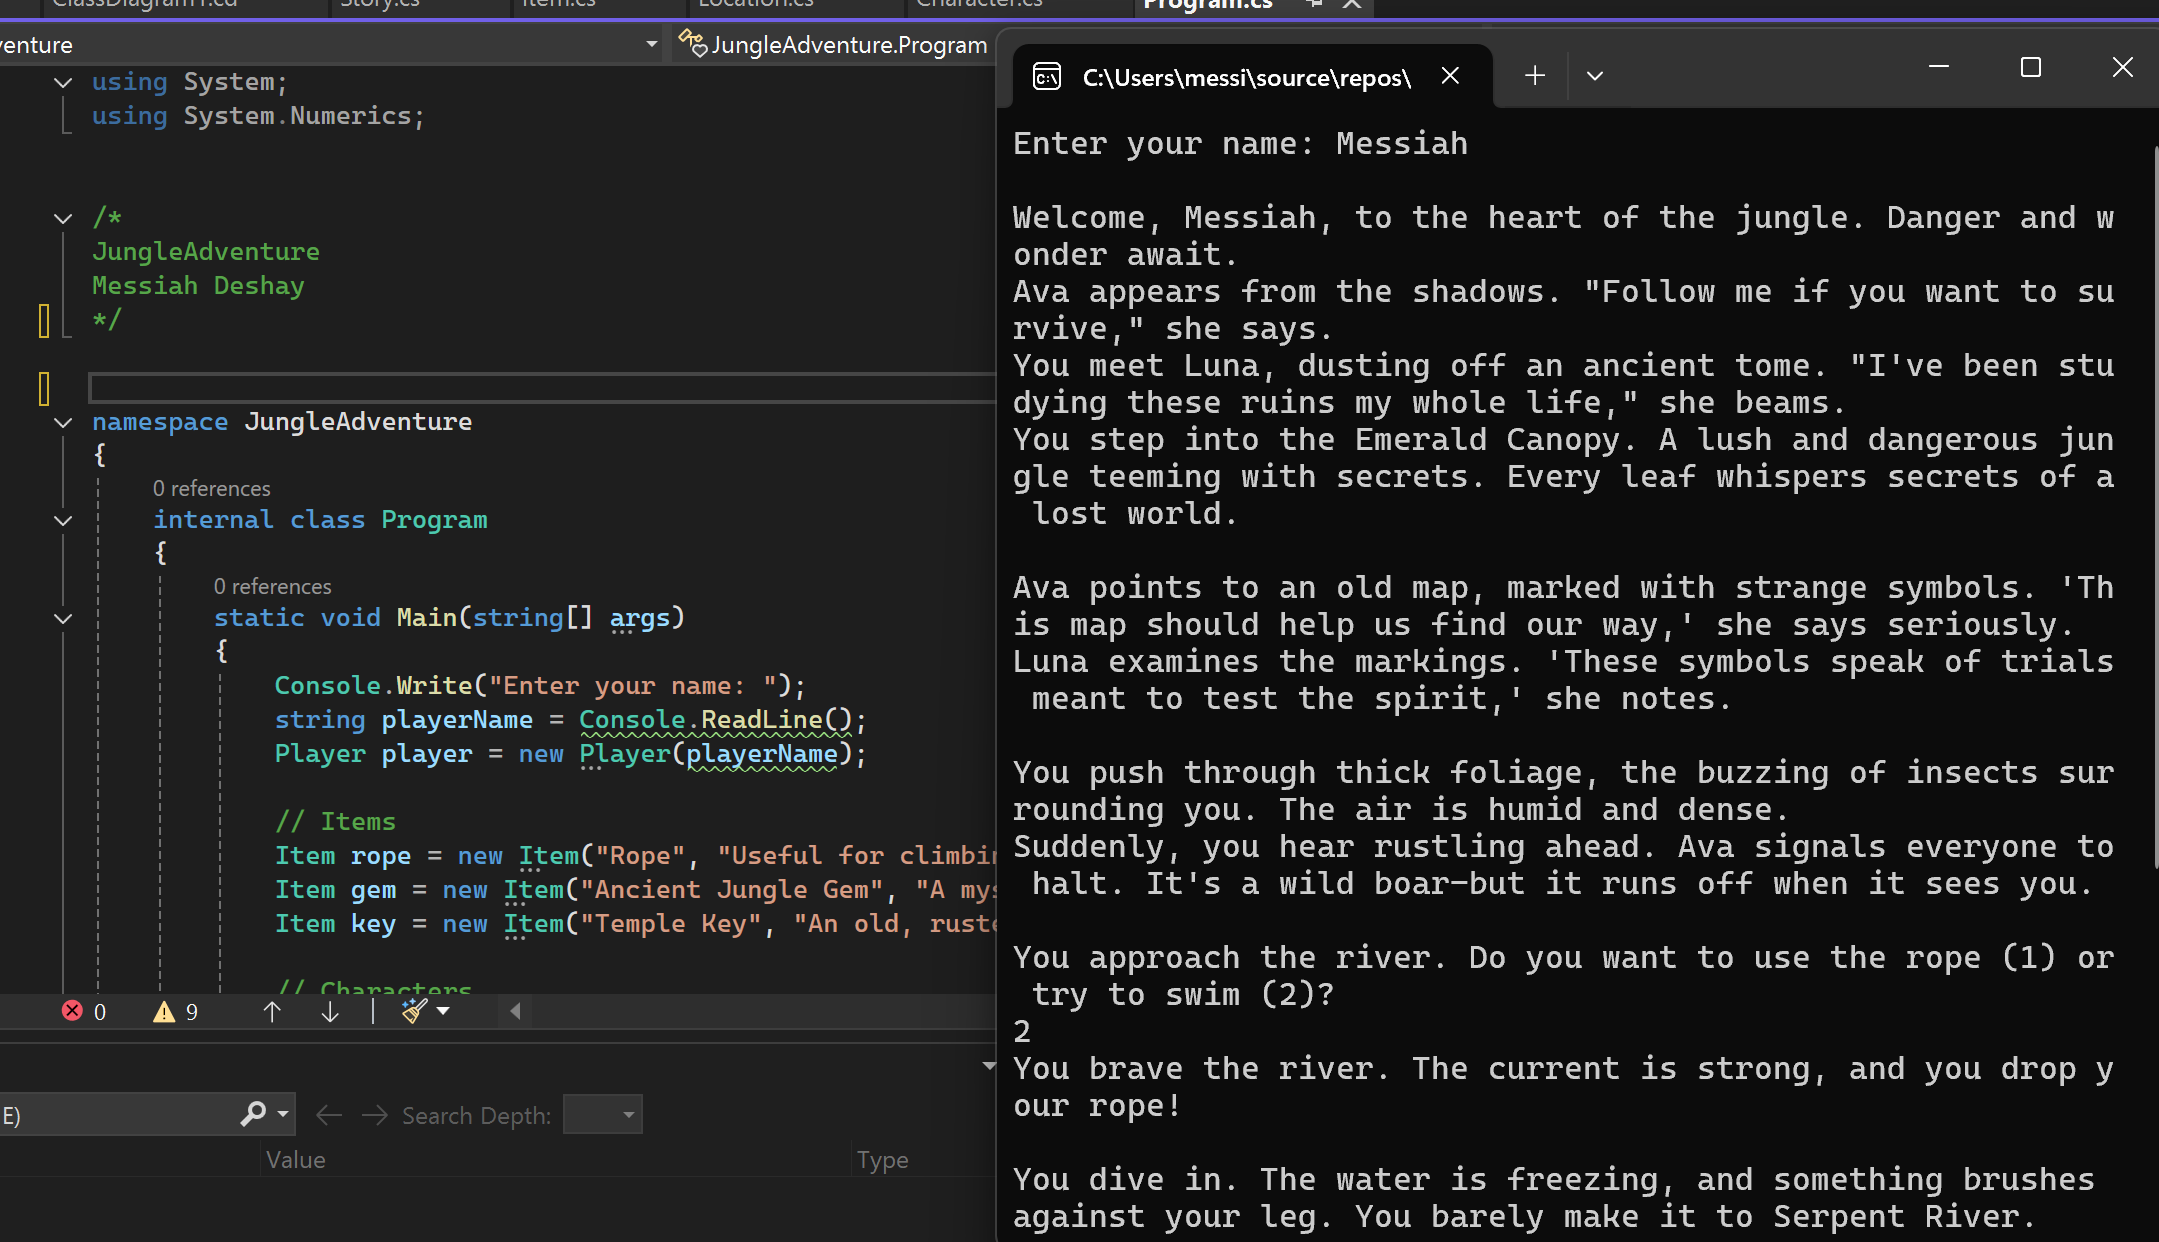 ClassDiagram1.cd
Story.cs
Item.cs
Location.cs
Character.cs
Program.cs
venture
JungleAdventure.Program
using System;
using System.Numerics;
/*
JungleAdventure
Messiah Deshay
*/
namespace JungleAdventure
{
0 references
internal class Program
{
0 references
static void Main(string[] args)
{
Console.Write("Enter your name: ");
string playerName = Console.ReadLine();
Player player = new Player(playerName);
// Items
Item rope = new Item("Rope", "Useful for climbin
Item gem = new Item("Ancient Jungle Gem", "A mys
Item key = new Item("Temple Key", "An old, ruste
// Characters
0
9
E)
Search Depth:
Value
Type
C:\Users\messi\source\repos\
Enter your name: Messiah
Welcome, Messiah, to the heart of the jungle. Danger and w
onder await.
Ava appears from the shadows. "Follow me if you want to su
rvive," she says.
You meet Luna, dusting off an ancient tome. "I've been stu
dying these ruins my whole life," she beams.
You step into the Emerald Canopy. A lush and dangerous jun
gle teeming with secrets. Every leaf whispers secrets of a
lost world.
Ava points to an old map, marked with strange symbols. 'Th
is map should help us find our way,' she says seriously.
Luna examines the markings. 'These symbols speak of trials
meant to test the spirit,' she notes.
You push through thick foliage, the buzzing of insects sur
rounding you. The air is humid and dense.
Suddenly, you hear rustling ahead. Ava signals everyone to
halt. It's a wild boar—but it runs off when it sees you.
You approach the river. Do you want to use the rope (1) or
try to swim (2)?
2
You brave the river. The current is strong, and you drop y
our rope!
You dive in. The water is freezing, and something brushes
against your leg. You barely make it to Serpent River.